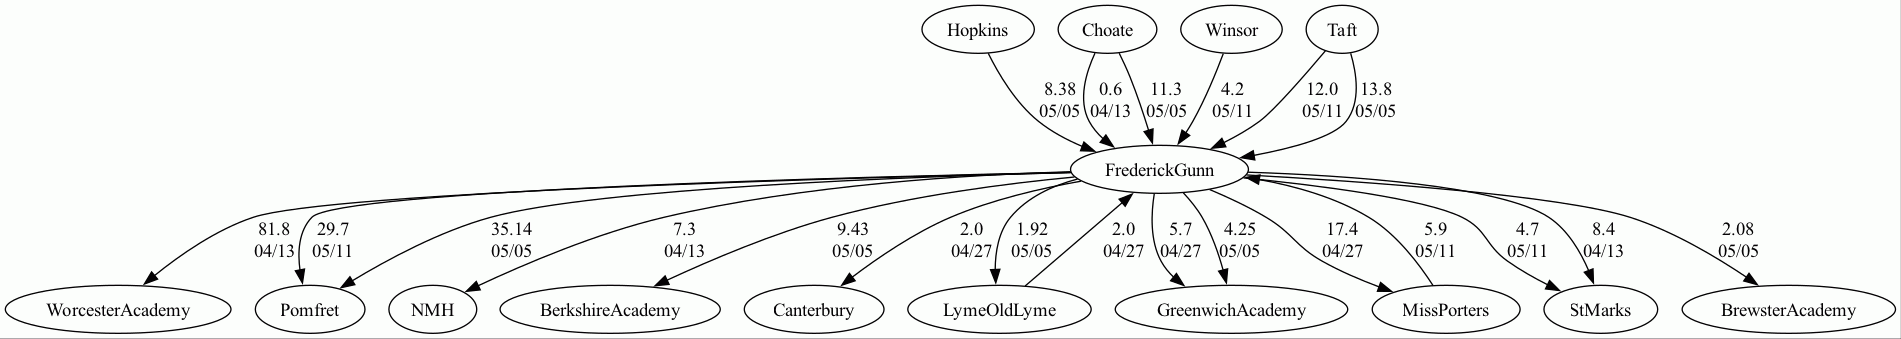 Hopkins
Choate
Winsor
Taft
8.38
05/05
0.6
04/13
11.3
05/05
4.2
05/11
12.0
05/11
13.8
05/05
FrederickGunn
81.8
04/13
29.7
05/11
35.14
05/05
7.3
04/13
9.43
05/05
2.0
04/27
1.92
05/05
2.0
04/27
5.7
04/27
4.25
05/05
17.4
04/27
5.9
05/11
4.7
05/11
8.4
04/13
2.08
05/05
WorcesterAcademy
Pomfret
NMH
BerkshireAcademy
Canterbury
LymeOldLyme
GreenwichAcademy
MissPorters
StMarks
BrewsterAcademy